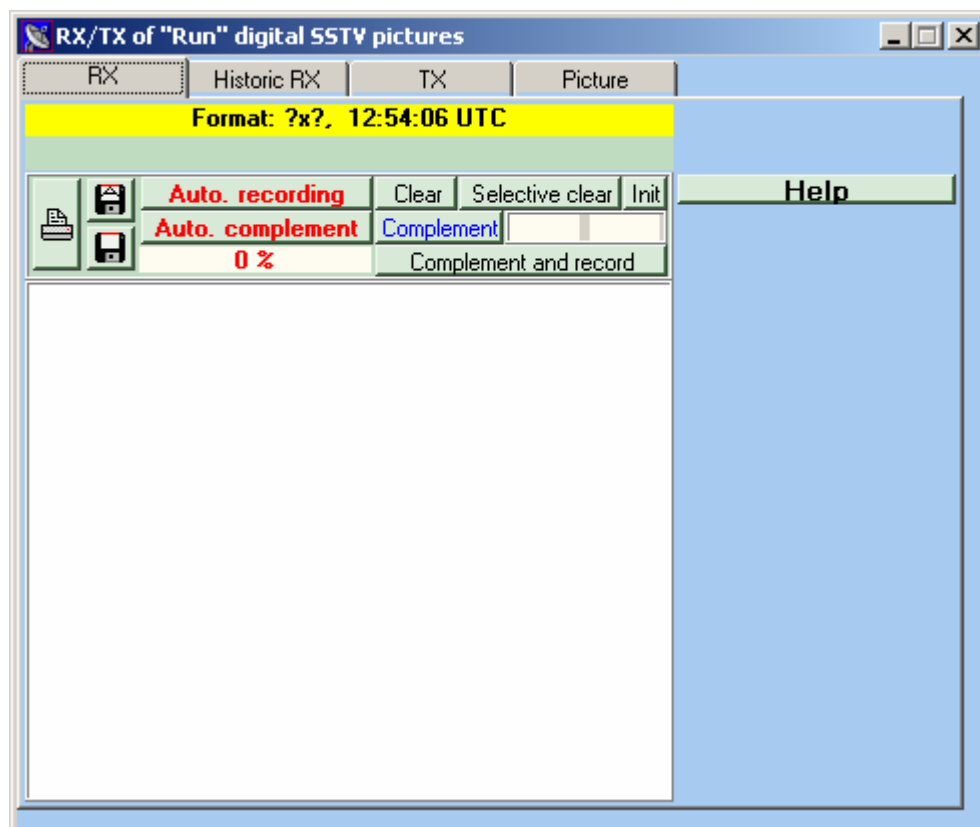 RX/TX of "Run" digital SSTV pictures
RX Historic RX TX Picture
Format: ?x?, 12:54:06 UTC
Auto. recording Clear Selective clear Init Help
Auto. complement Complement
0 % Complement and record